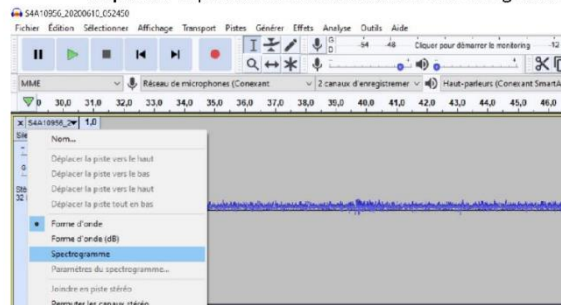 S4A10956_20200610_052450
Fichier Édition Sélectionner Affichage Transport Pistes Générer Effets Analyse Outils Aide
-54 -48 Cliquer pour démarrer le monitoring -12
MME Réseau de microphones (Conexant 2 canaux d'enregistremer Haut-parleurs (Conexant SmartA
0 30,0 31,0 32,0 33,0 34,0 35,0 36,0 37,0 38,0 39,0 40,0 41,0 42,0 43,0 44,0 45,0 46,0
S4A10956_2 1,0
Nom...
Déplacer la piste vers le haut
Déplacer la piste vers le bas
Déplacer la piste vers le haut
Déplacer la piste tout en bas
Forme d'onde
Forme d'onde (dB)
Spectrogramme
Paramètres du spectrogramme...
Joindre en piste stéréo
Permuter les canaux stéréo